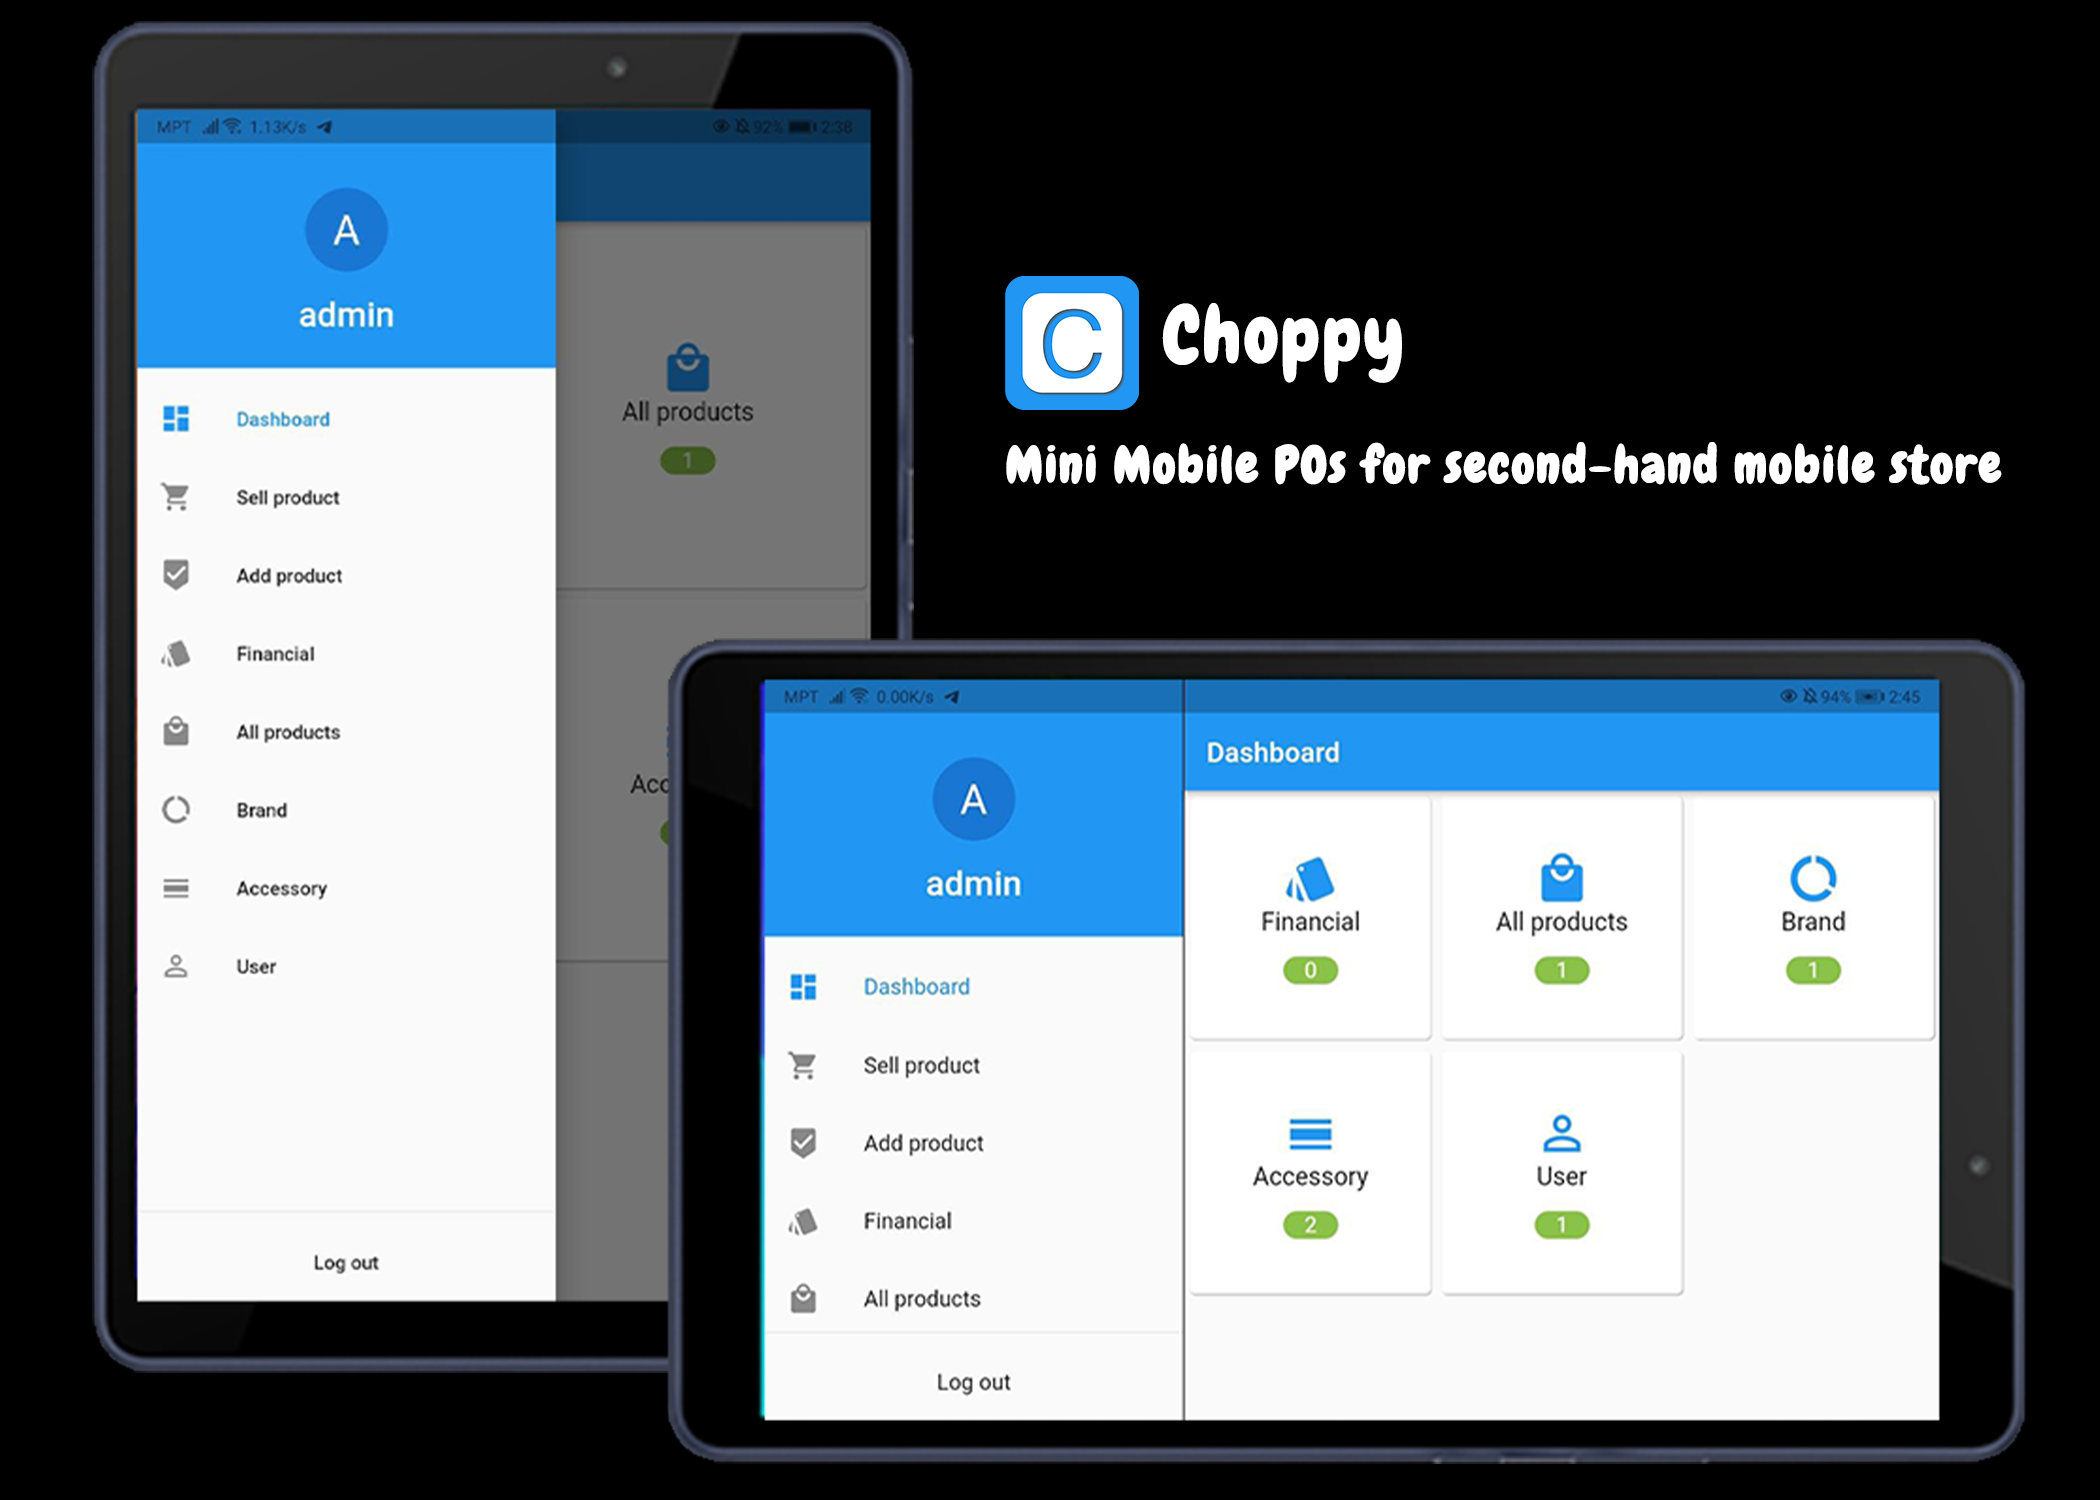 MPT 1.13K/s 92% 2:38
A
admin
Dashboard
Sell product
Add product
Financial
All products
Brand
Accessory
User
Log out
All products
1
Acc
C Choppy
Mini Mobile POs for second-hand mobile store
MPT 0.00K/s 94% 2:45
A
admin
Dashboard
Sell product
Add product
Financial
All products
Log out
Dashboard
Financial
0
All products
1
Brand
1
Accessory
2
User
1